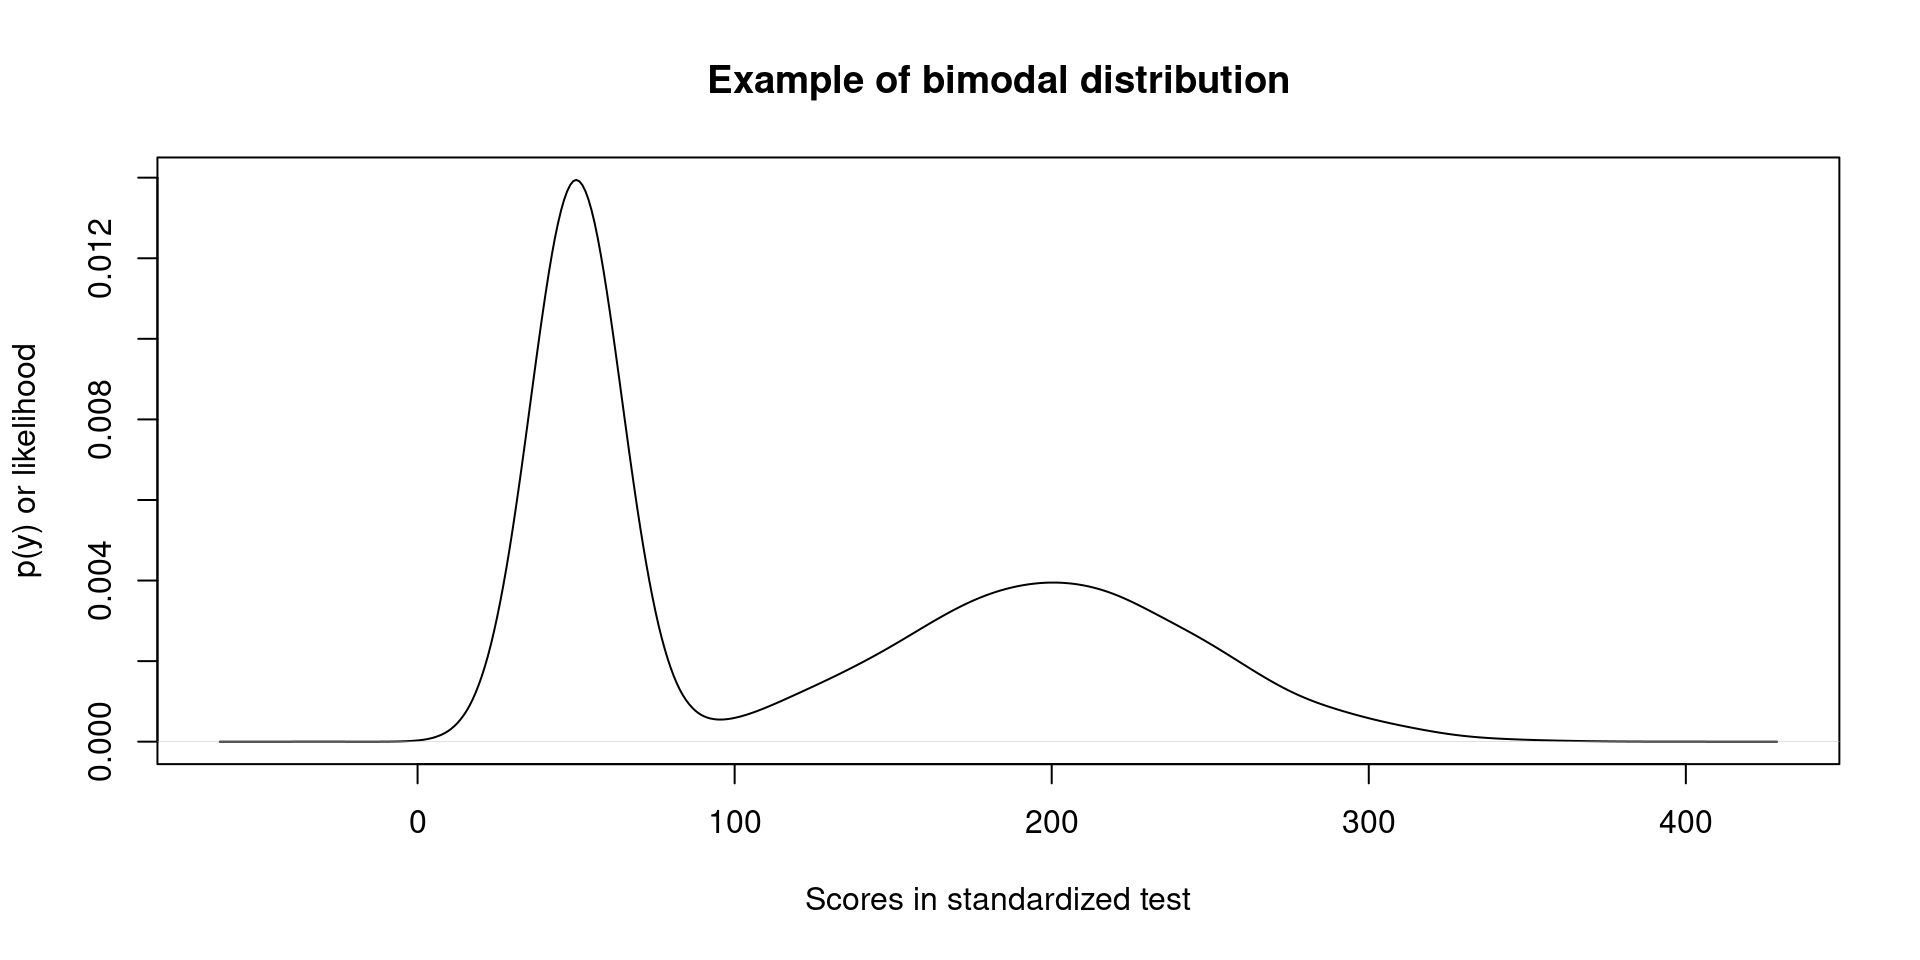 Example of bimodal distribution
p(y) or likelihood
0.012
0.008
0.004
0.000
0 100 200 300 400
Scores in standardized test